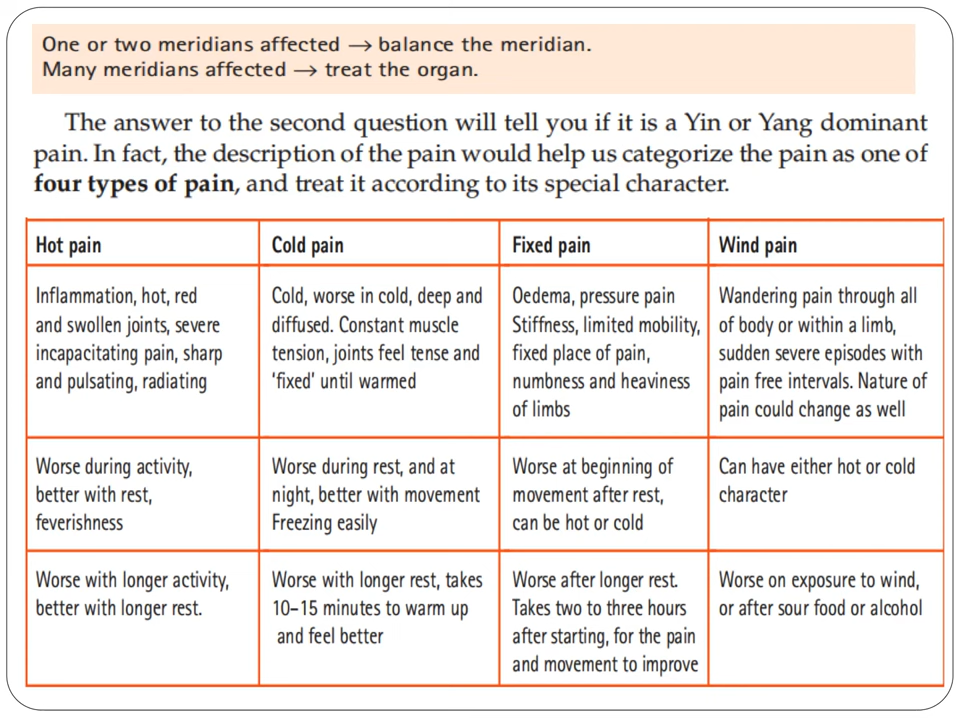 One or two meridians affected → balance the meridian.
Many meridians affected → treat the organ.
The answer to the second question will tell you if it is a Yin or Yang dominant
pain. In fact, the description of the pain would help us categorize the pain as one of
four types of pain, and treat it according to its special character.
Hot pain
Cold pain
Fixed pain
Wind pain
Inflammation, hot, red
and swollen joints, severe
incapacitating pain, sharp
and pulsating, radiating
Cold, worse in cold, deep and
diffused. Constant muscle
tension, joints feel tense and
‘fixed’ until warmed
Oedema, pressure pain
Stiffness, limited mobility,
fixed place of pain,
numbness and heaviness
of limbs
Wandering pain through all
of body or within a limb,
sudden severe episodes with
pain free intervals. Nature of
pain could change as well
Worse during activity,
better with rest,
feverishness
Worse during rest, and at
night, better with movement
Freezing easily
Worse at beginning of
movement after rest,
can be hot or cold
Can have either hot or cold
character
Worse with longer activity,
better with longer rest.
Worse with longer rest, takes
10–15 minutes to warm up
and feel better
Worse after longer rest.
Takes two to three hours
after starting, for the pain
and movement to improve
Worse on exposure to wind,
or after sour food or alcohol